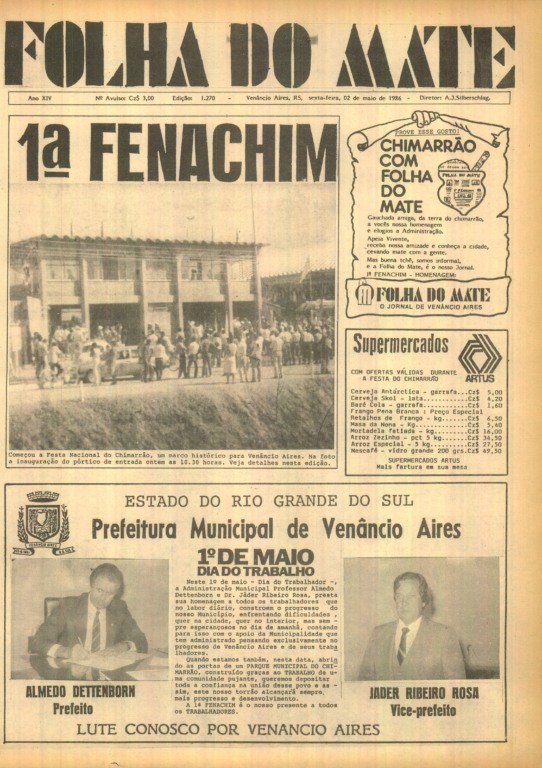 FOLHA DO MATE
Ano XIV Nº Avulso: Cz$ 3,00 Edição: 1.270 - Venâncio Aires, RS, sexta-feira, 02 de maio de 1986 - Diretor: A.J.Silberschlag.
1ª FENACHIM
Começou a Festa Nacional do Chimarrão, um marco histórico para Venâncio Aires. Na foto
a inauguração do pórtico de entrada ontem as 10.30 horas. Veja detalhes nesta edição.
PROVE ESSE GOSTO!
CHIMARRÃO
COM
FOLHA
DO
MATE
FOLHA DO MATE
Gauchada amiga, da terra do chimarrão,
a vocês nossa homenagem
e elogios a Administração.
Apeia Vivente,
receba nossa amizade e conheça a cidade,
cevando mate com a gente.
Mas buena tchê, somos informal,
e a Folha do Mate, é o nosso Jornal.
1ª FENACHIM - HOMENAGEM:
FOLHA DO MATE
O JORNAL DE VENÂNCIO AIRES
Supermercados
ARTUS
COM OFERTAS VÁLIDAS DURANTE
A FESTA DO CHIMARRÃO
Cerveja Antárctica - garrafa...Cz$ 5,00
Cerveja Skol - lata............Cz$ 4,20
Baré Cola - garrafa............Cz$ 1,60
Frango Pena Branca : Preço Especial
Retalhos de Frango - kg........Cz$ 6,50
Massa da Nona - Kg.............Cz$ 5,40
Mortadela fatiada - kg.........Cz$ 16,00
Arroz Zezinho - pct 5 kg.......Cz$ 34,50
Arroz Especial - 5 kg..........Cz$ 27,50
Nescafé - vidro grande 200 grs.Cz$ 49,50
SUPERMERCADOS ARTUS
Mais fartura em sua mesa
ESTADO DO RIO GRANDE DO SUL
Prefeitura Municipal de Venâncio Aires
1º DE MAIO
DIA DO TRABALHO
Neste 1º de maio - Dia do Trabalhador -,
a Administração Municipal Professor Almedo
Dettenborn e Dr. Jáder Ribeiro Rosa, presta
sua homenagem a todos os trabalhadores que
no labor diário, constroem o progresso do
nosso Município, enfrentando dificuldades ,
quer na cidade, quer no interior, mas sem-
pre esperançosos no dia de amanhã, contando
para isso com o apoio da Municipalidade que
tem administrado pensando exclusivamente no
progresso de Venâncio Aires e de seus traba
lhadores.
Quando estamos também, nesta data, abrin
do as portas de um PARQUE MUNICIPAL DO CHI-
MARRÃO, construído graças ao TRABALHO de u-
ma comunidade pujante, queremos depositar
toda a confiança na união desse povo e as-
sim, este nosso torrão alcançará sempre,
mais progresso e desenvolvimento.
A 1ª FENACHIM é o nosso presente a todos
os TRABALHADORES.
ALMEDO DETTENBORN
Prefeito
JADER RIBEIRO ROSA
Vice-prefeito
LUTE CONOSCO POR VENANCIO AIRES